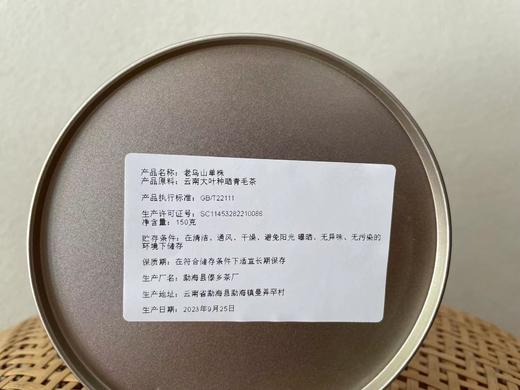 产品名称：老乌山单株
产品原料：云南大叶种晒青毛茶
产品执行标准：GB/T22111
生产许可证号：SC11453282210086
净含量：150克
贮存条件：在清洁、通风、干燥、避免阳光 曝晒、无异味、无污染的
环境下储存
保质期：在符合储存条件下适宜长期保存
生产厂名：勐海县傣乡茶厂
生产地址：云南省勐海县勐海镇曼弄罕村
生产日期：2023年9月25日